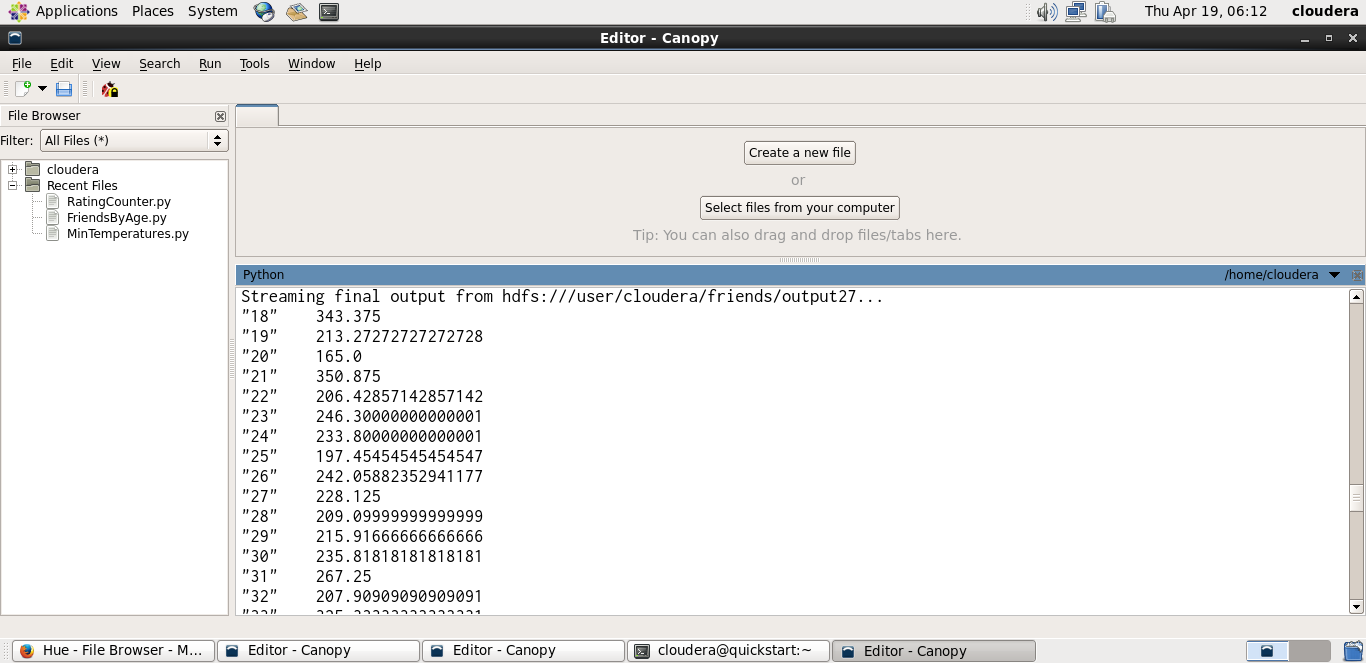 Applications Places System Thu Apr 19, 06:12 cloudera
Editor - Canopy
File Edit View Search Run Tools Window Help
File Browser
Filter: All Files (*)
cloudera
Recent Files
RatingCounter.py
FriendsByAge.py
MinTemperatures.py
Create a new file
or
Select files from your computer
Tip: You can also drag and drop files/tabs here.
Python /home/cloudera
Streaming final output from hdfs:///user/cloudera/friends/output27...
"18" 343.375
"19" 213.27272727272728
"20" 165.0
"21" 350.875
"22" 206.42857142857142
"23" 246.30000000000001
"24" 233.80000000000001
"25" 197.45454545454547
"26" 242.05882352941177
"27" 228.125
"28" 209.09999999999999
"29" 215.91666666666666
"30" 235.81818181818181
"31" 267.25
"32" 207.90909090909091
Hue - File Browser - M... Editor - Canopy Editor - Canopy cloudera@quickstart:~ Editor - Canopy